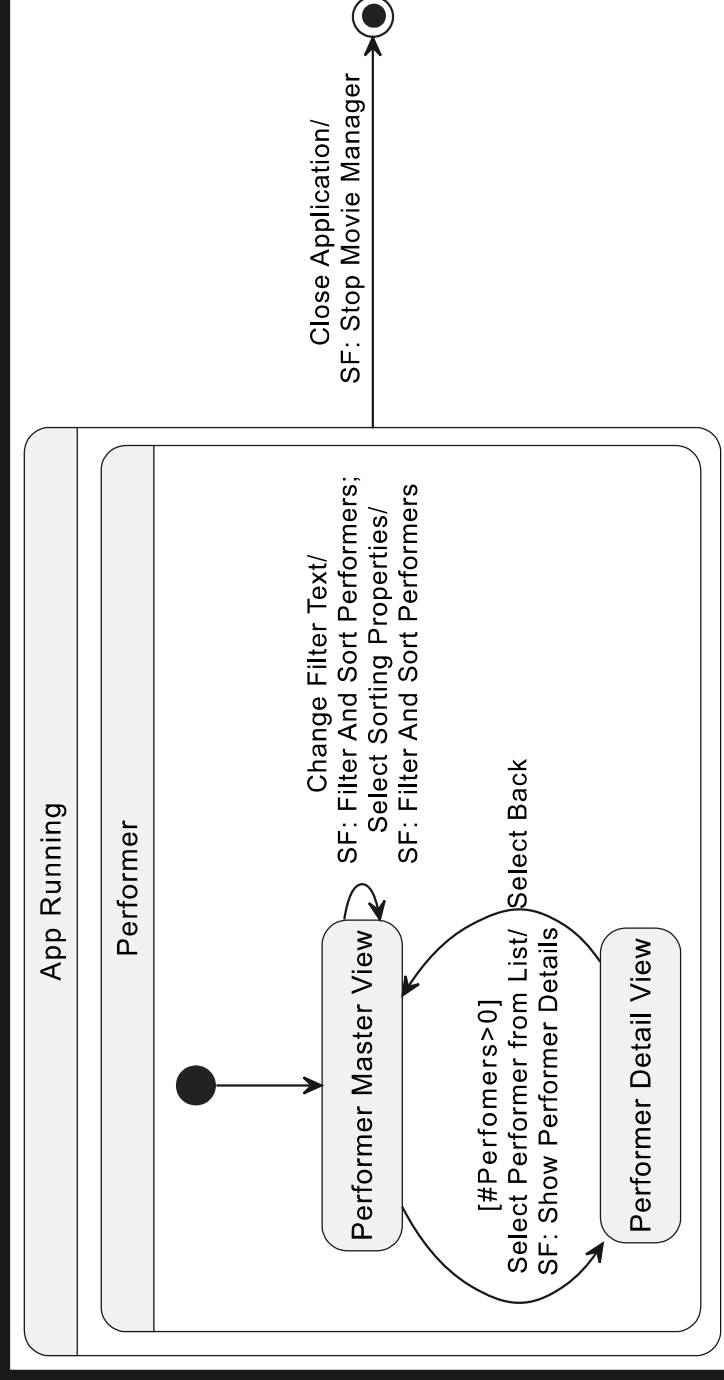 App Running
Performer
Performer Master View
Change Filter Text/
SF: Filter And Sort Performers;
Select Sorting Properties/
SF: Filter And Sort Performers
[#Perfomers>0]
Select Performer from List/
SF: Show Performer Details
Select Back
Performer Detail View
Close Application/
SF: Stop Movie Manager